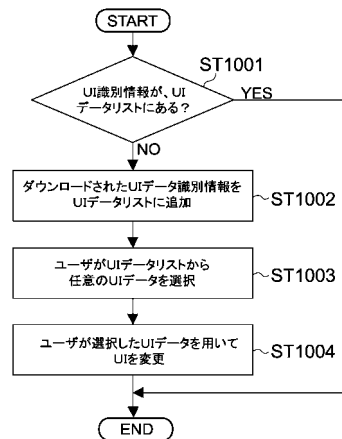 START
ST1001
UI識別情報が、UI
データリストにある?
YES
NO
ダウンロードされたUIデータ識別情報を
UIデータリストに追加
ST1002
ユーザがUIデータリストから
任意のUIデータを選択
ST1003
ユーザが選択したUIデータを用いて
UIを変更
ST1004
END